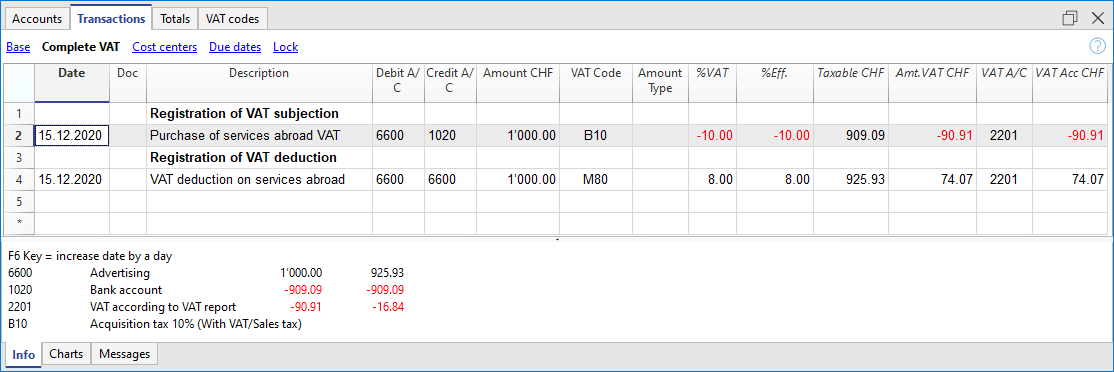 Accounts Transactions Totals VAT codes
Base Complete VAT Cost centers Due dates Lock ?
Date Doc Description Debit A/C Credit A/C Amount CHF VAT Code Amount Type %VAT %Eff. Taxable CHF Amt.VAT CHF VAT A/C VAT Acc CHF
1 Registration of VAT subjection
2 15.12.2020 Purchase of services abroad VAT 6600 1020 1'000.00 B10 -10.00 -10.00 909.09 -90.91 2201 -90.91
3 Registration of VAT deduction
4 15.12.2020 VAT deduction on services abroad 6600 6600 1'000.00 M80 8.00 8.00 925.93 74.07 2201 74.07
5
*
F6 Key = increase date by a day
6600 Advertising 1'000.00 925.93
1020 Bank account -909.09 -909.09
2201 VAT according to VAT report -90.91 -16.84
B10 Acquisition tax 10% (With VAT/Sales tax)
Info Charts Messages